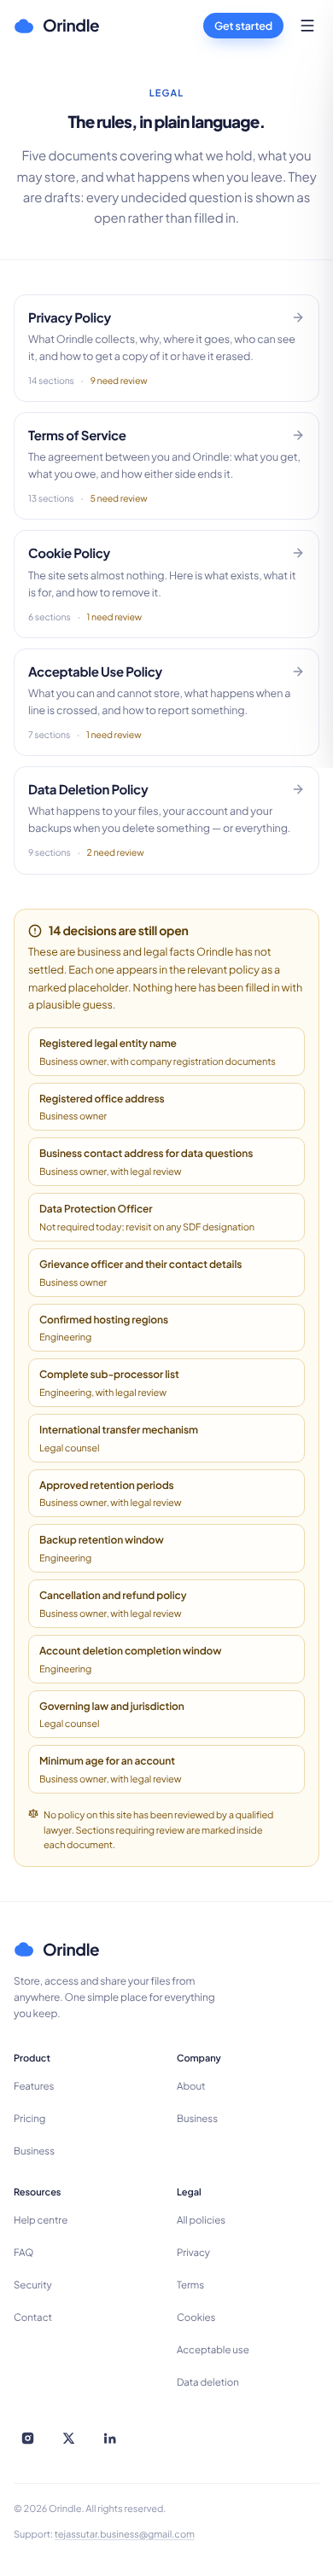 Orindle
Get started
LEGAL
The rules, in plain language.
Five documents covering what we hold, what you
may store, and what happens when you leave. They
are drafts: every undecided question is shown as
open rather than filled in.
Privacy Policy
What Orindle collects, why, where it goes, who can see
it, and how to get a copy of it or have it erased.
14 sections · 9 need review
Terms of Service
The agreement between you and Orindle: what you get,
what you owe, and how either side ends it.
13 sections · 5 need review
Cookie Policy
The site sets almost nothing. Here is what exists, what it
is for, and how to remove it.
6 sections · 1 need review
Acceptable Use Policy
What you can and cannot store, what happens when a
line is crossed, and how to report something.
7 sections · 1 need review
Data Deletion Policy
What happens to your files, your account and your
backups when you delete something — or everything.
9 sections · 2 need review
14 decisions are still open
These are business and legal facts Orindle has not
settled. Each one appears in the relevant policy as a
marked placeholder. Nothing here has been filled in with
a plausible guess.
Registered legal entity name
Business owner, with company registration documents
Registered office address
Business owner
Business contact address for data questions
Business owner, with legal review
Data Protection Officer
Not required today; revisit on any SDF designation
Grievance officer and their contact details
Business owner
Confirmed hosting regions
Engineering
Complete sub-processor list
Engineering, with legal review
International transfer mechanism
Legal counsel
Approved retention periods
Business owner, with legal review
Backup retention window
Engineering
Cancellation and refund policy
Business owner, with legal review
Account deletion completion window
Engineering
Governing law and jurisdiction
Legal counsel
Minimum age for an account
Business owner, with legal review
No policy on this site has been reviewed by a qualified
lawyer. Sections requiring review are marked inside
each document.
Orindle
Store, access and share your files from
anywhere. One simple place for everything
you keep.
Product
Features
Pricing
Business
Company
About
Business
Resources
Help centre
FAQ
Security
Contact
Legal
All policies
Privacy
Terms
Cookies
Acceptable use
Data deletion
© 2026 Orindle. All rights reserved.
Support: tejassutar.business@gmail.com